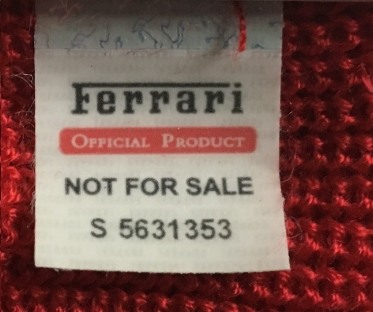 Ferrari
OFFICIAL PRODUCT
NOT FOR SALE
S 5631353